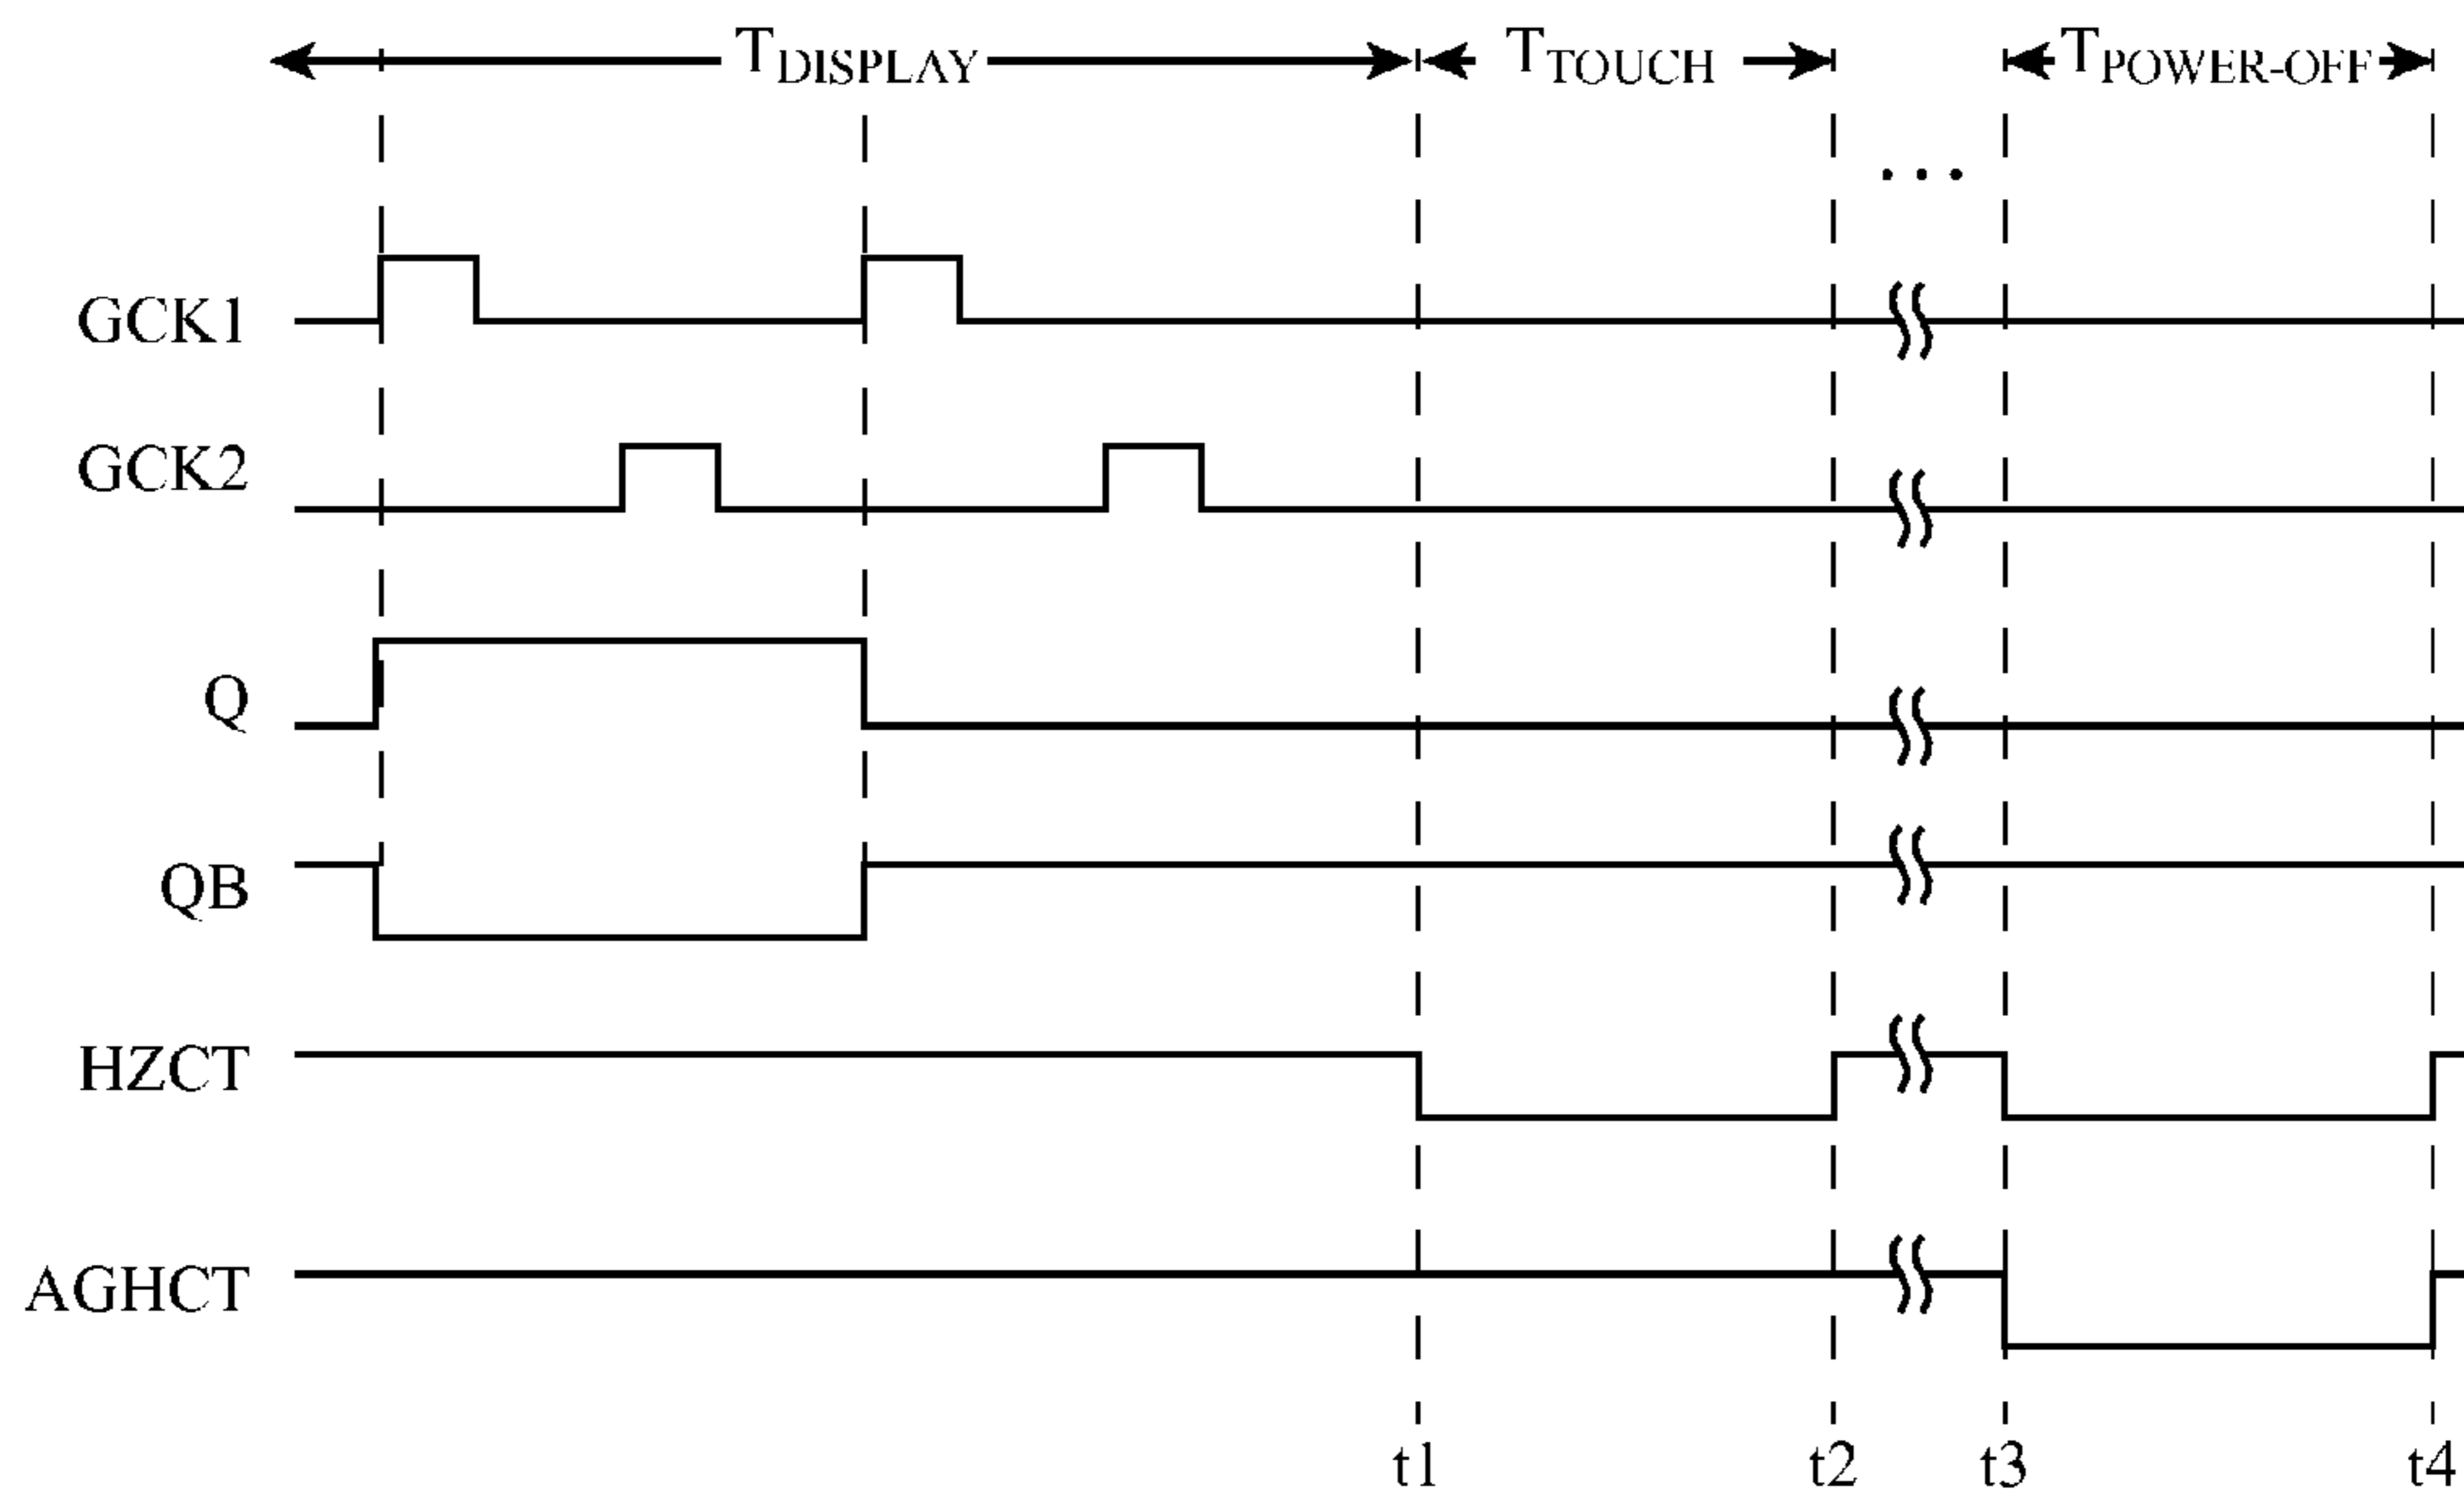 TDISPLAY TTOUCH TPOWER-OFF
...
GCK1
GCK2
Q
QB
HZCT
AGHCT
t1 t2 t3 t4